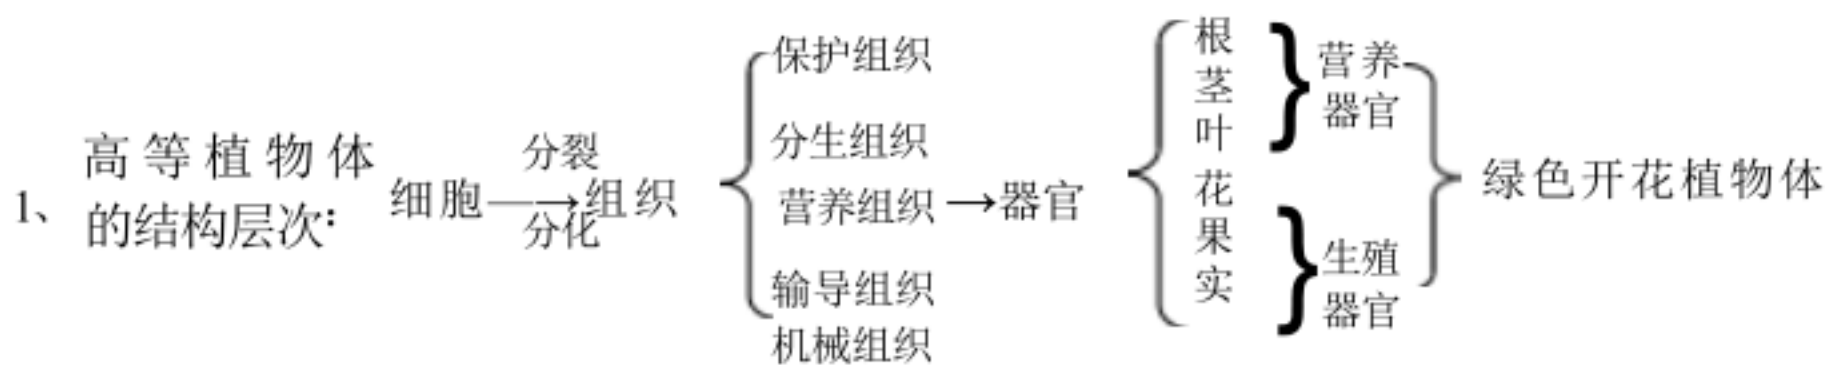 1、
高等植物体
的结构层次：
细胞
分裂
→
分化
组织
保护组织
分生组织
营养组织
输导组织
机械组织
→器官
根
茎
叶
花
果
实
营养
器官
生殖
器官
绿色开花植物体